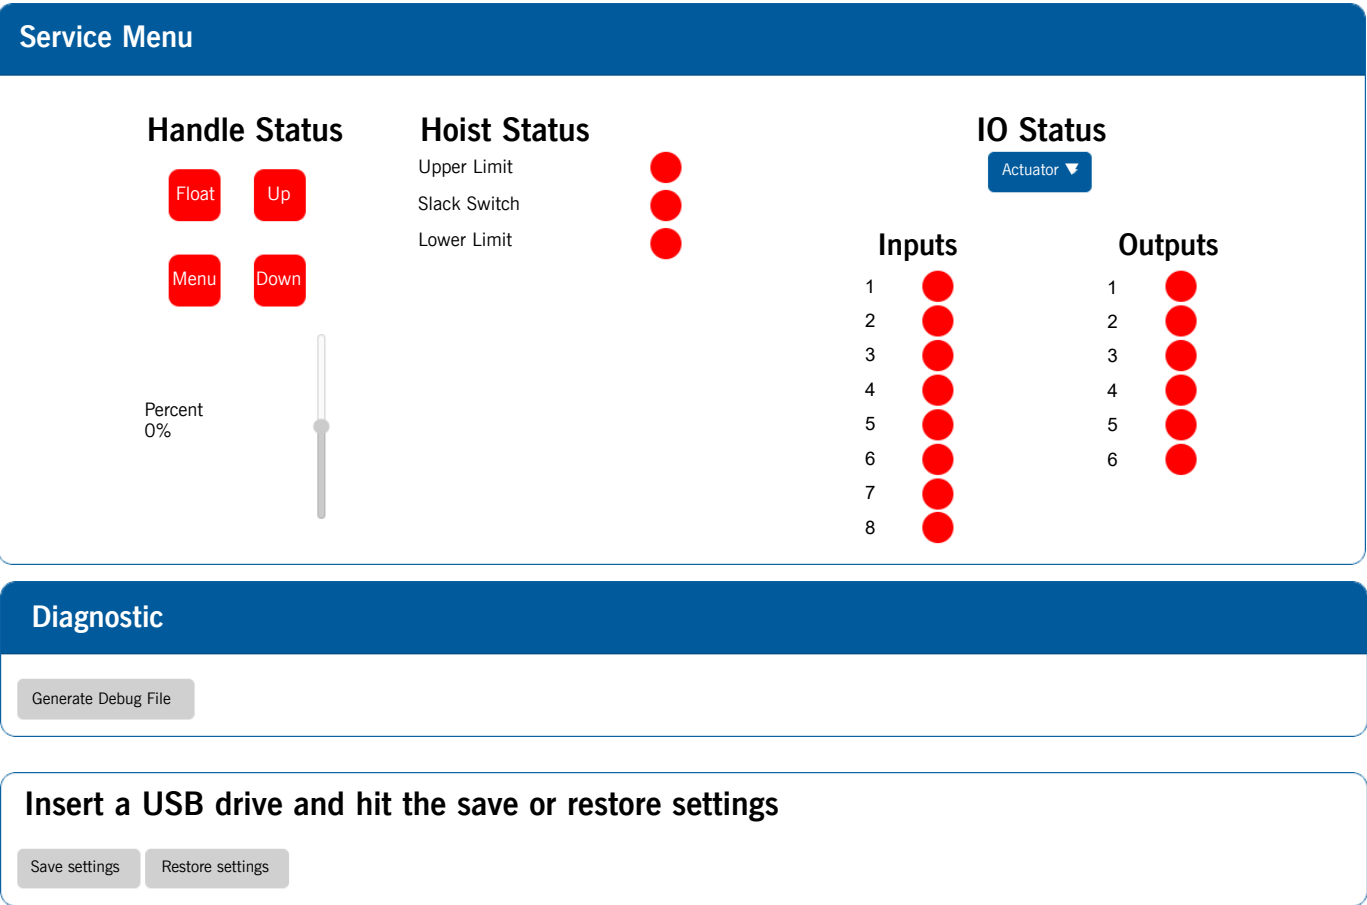 Service Menu
Handle Status
Float
Up
Menu
Down
Percent
0%
Hoist Status
Upper Limit
Slack Switch
Lower Limit
IO Status
Actuator
Inputs
1
2
3
4
5
6
7
8
Outputs
1
2
3
4
5
6
Diagnostic
Generate Debug File
Insert a USB drive and hit the save or restore settings
Save settings
Restore settings